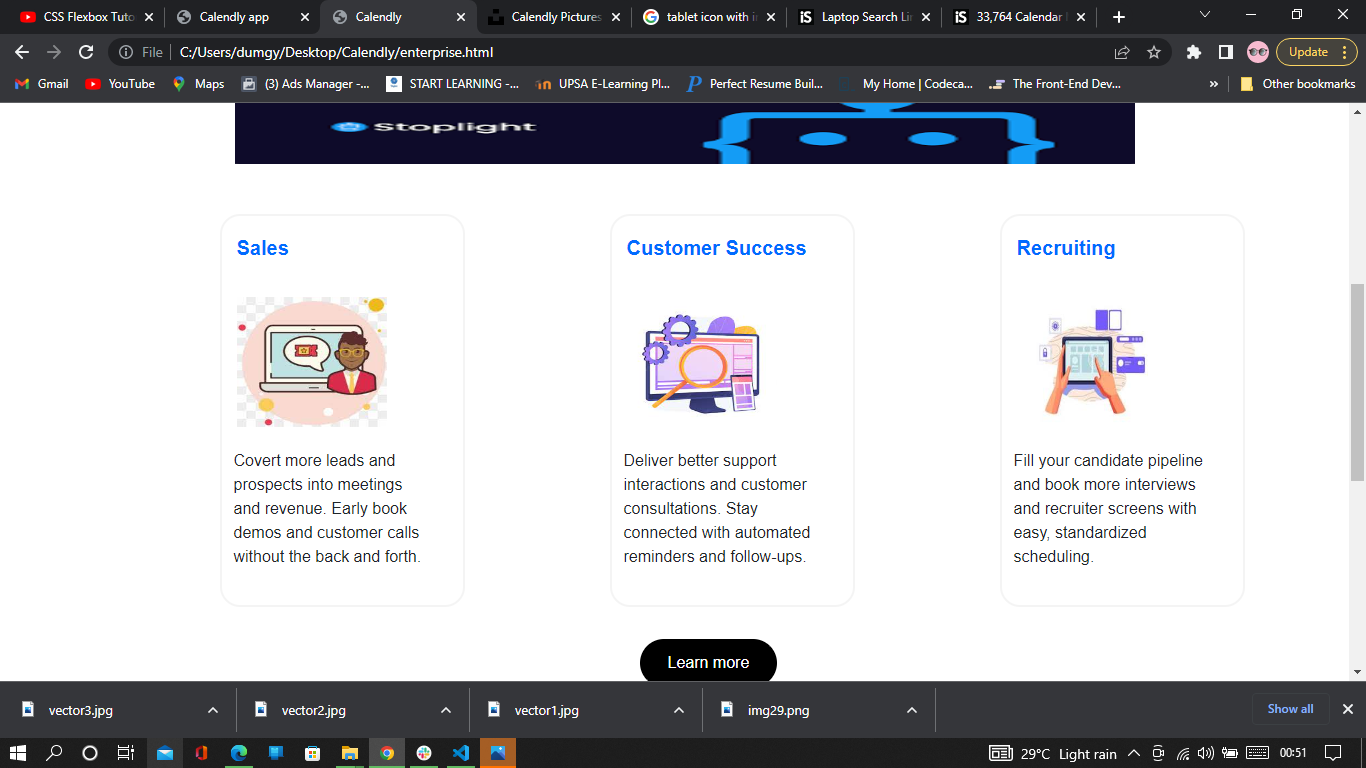 CSS Flexbox Tuto
Calendly app
Calendly
Calendly Pictures
tablet icon with i
Laptop Search Li
33,764 Calendar
File
C:/Users/dumgy/Desktop/Calendly/enterprise.html
Update
Gmail
YouTube
Maps
(3) Ads Manager -...
START LEARNING -...
UPSA E-Learning Pl...
Perfect Resume Buil...
My Home | Codeca...
The Front-End Dev...
»
Other bookmarks
Stoplight
Sales
Customer Success
Recruiting
Covert more leads and
prospects into meetings
and revenue. Early book
demos and customer calls
without the back and forth.
Deliver better support
interactions and customer
consultations. Stay
connected with automated
reminders and follow-ups.
Fill your candidate pipeline
and book more interviews
and recruiter screens with
easy, standardized
scheduling.
Learn more
vector3.jpg
vector2.jpg
vector1.jpg
img29.png
Show all
29°C Light rain
00:51